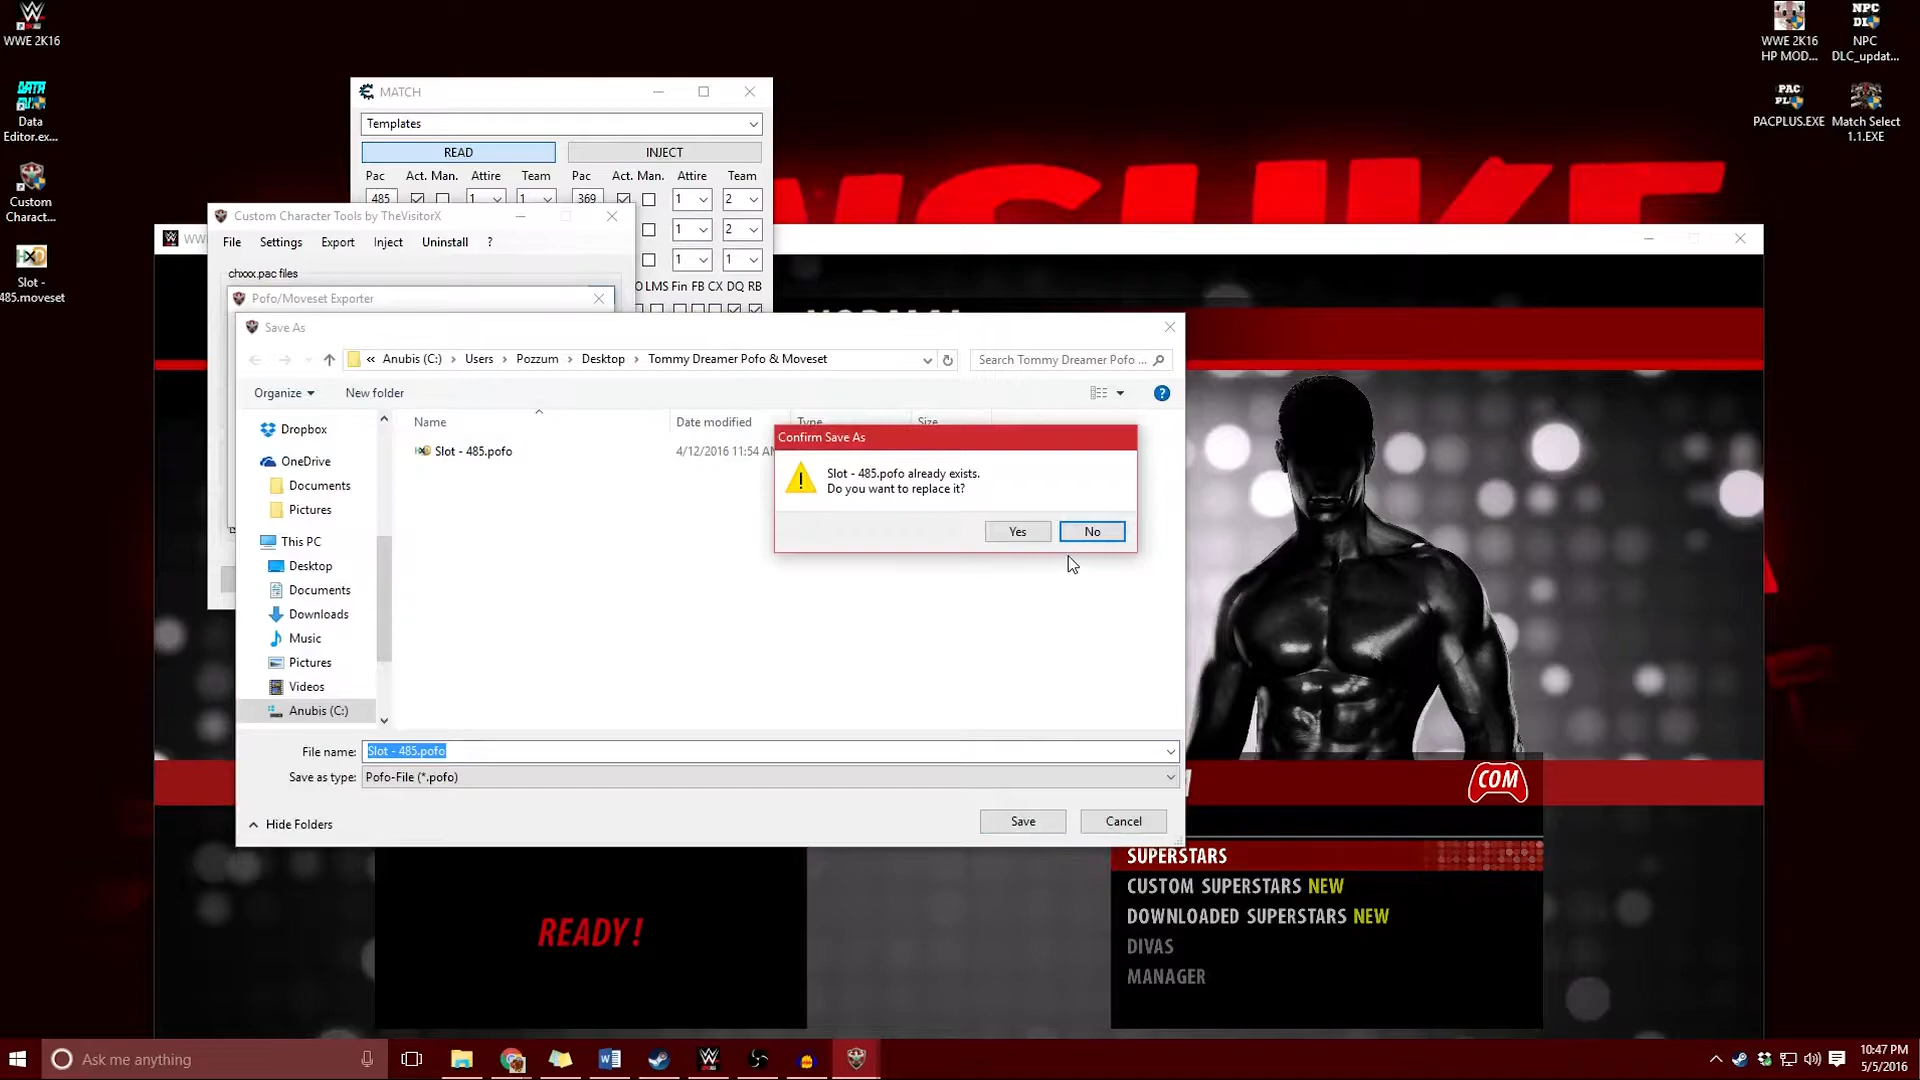 WWE 2K16
Data
Editor.ex...
Custom
Charact...
Slot -
485.moveset
WWE 2K16
HP MOD...
NPC
DLC_updat...
PACPLUS.EXE
Match Select
1.1.EXE
MATCH
Templates
READ INJECT
Pac Act. Man. Attire Team Pac Act. Man. Attire Team
485 1 1 369 1 2
1 2
1 1
LMS Fin FB CX DQ RB
Custom Character Tools by TheVisitorX
File Settings Export Inject Uninstall ?
chxxx.pac files
Pofo/Moveset Exporter
Save As
« Anubis (C:) > Users > Pozzum > Desktop > Tommy Dreamer Pofo & Moveset
Search Tommy Dreamer Pofo ...
Organize New folder
Name Date modified Type Size
Slot - 485.pofo 4/12/2016 11:54 AM
Dropbox
OneDrive
Documents
Pictures
This PC
Desktop
Documents
Downloads
Music
Pictures
Videos
Anubis (C:)
Confirm Save As
Slot - 485.pofo already exists.
Do you want to replace it?
Yes No
File name: Slot - 485.pofo
Save as type: Pofo-File (*.pofo)
Hide Folders
Save Cancel
COM
READY!
SUPERSTARS
CUSTOM SUPERSTARS NEW
DOWNLOADED SUPERSTARS NEW
DIVAS
MANAGER
Ask me anything
10:47 PM
5/5/2016